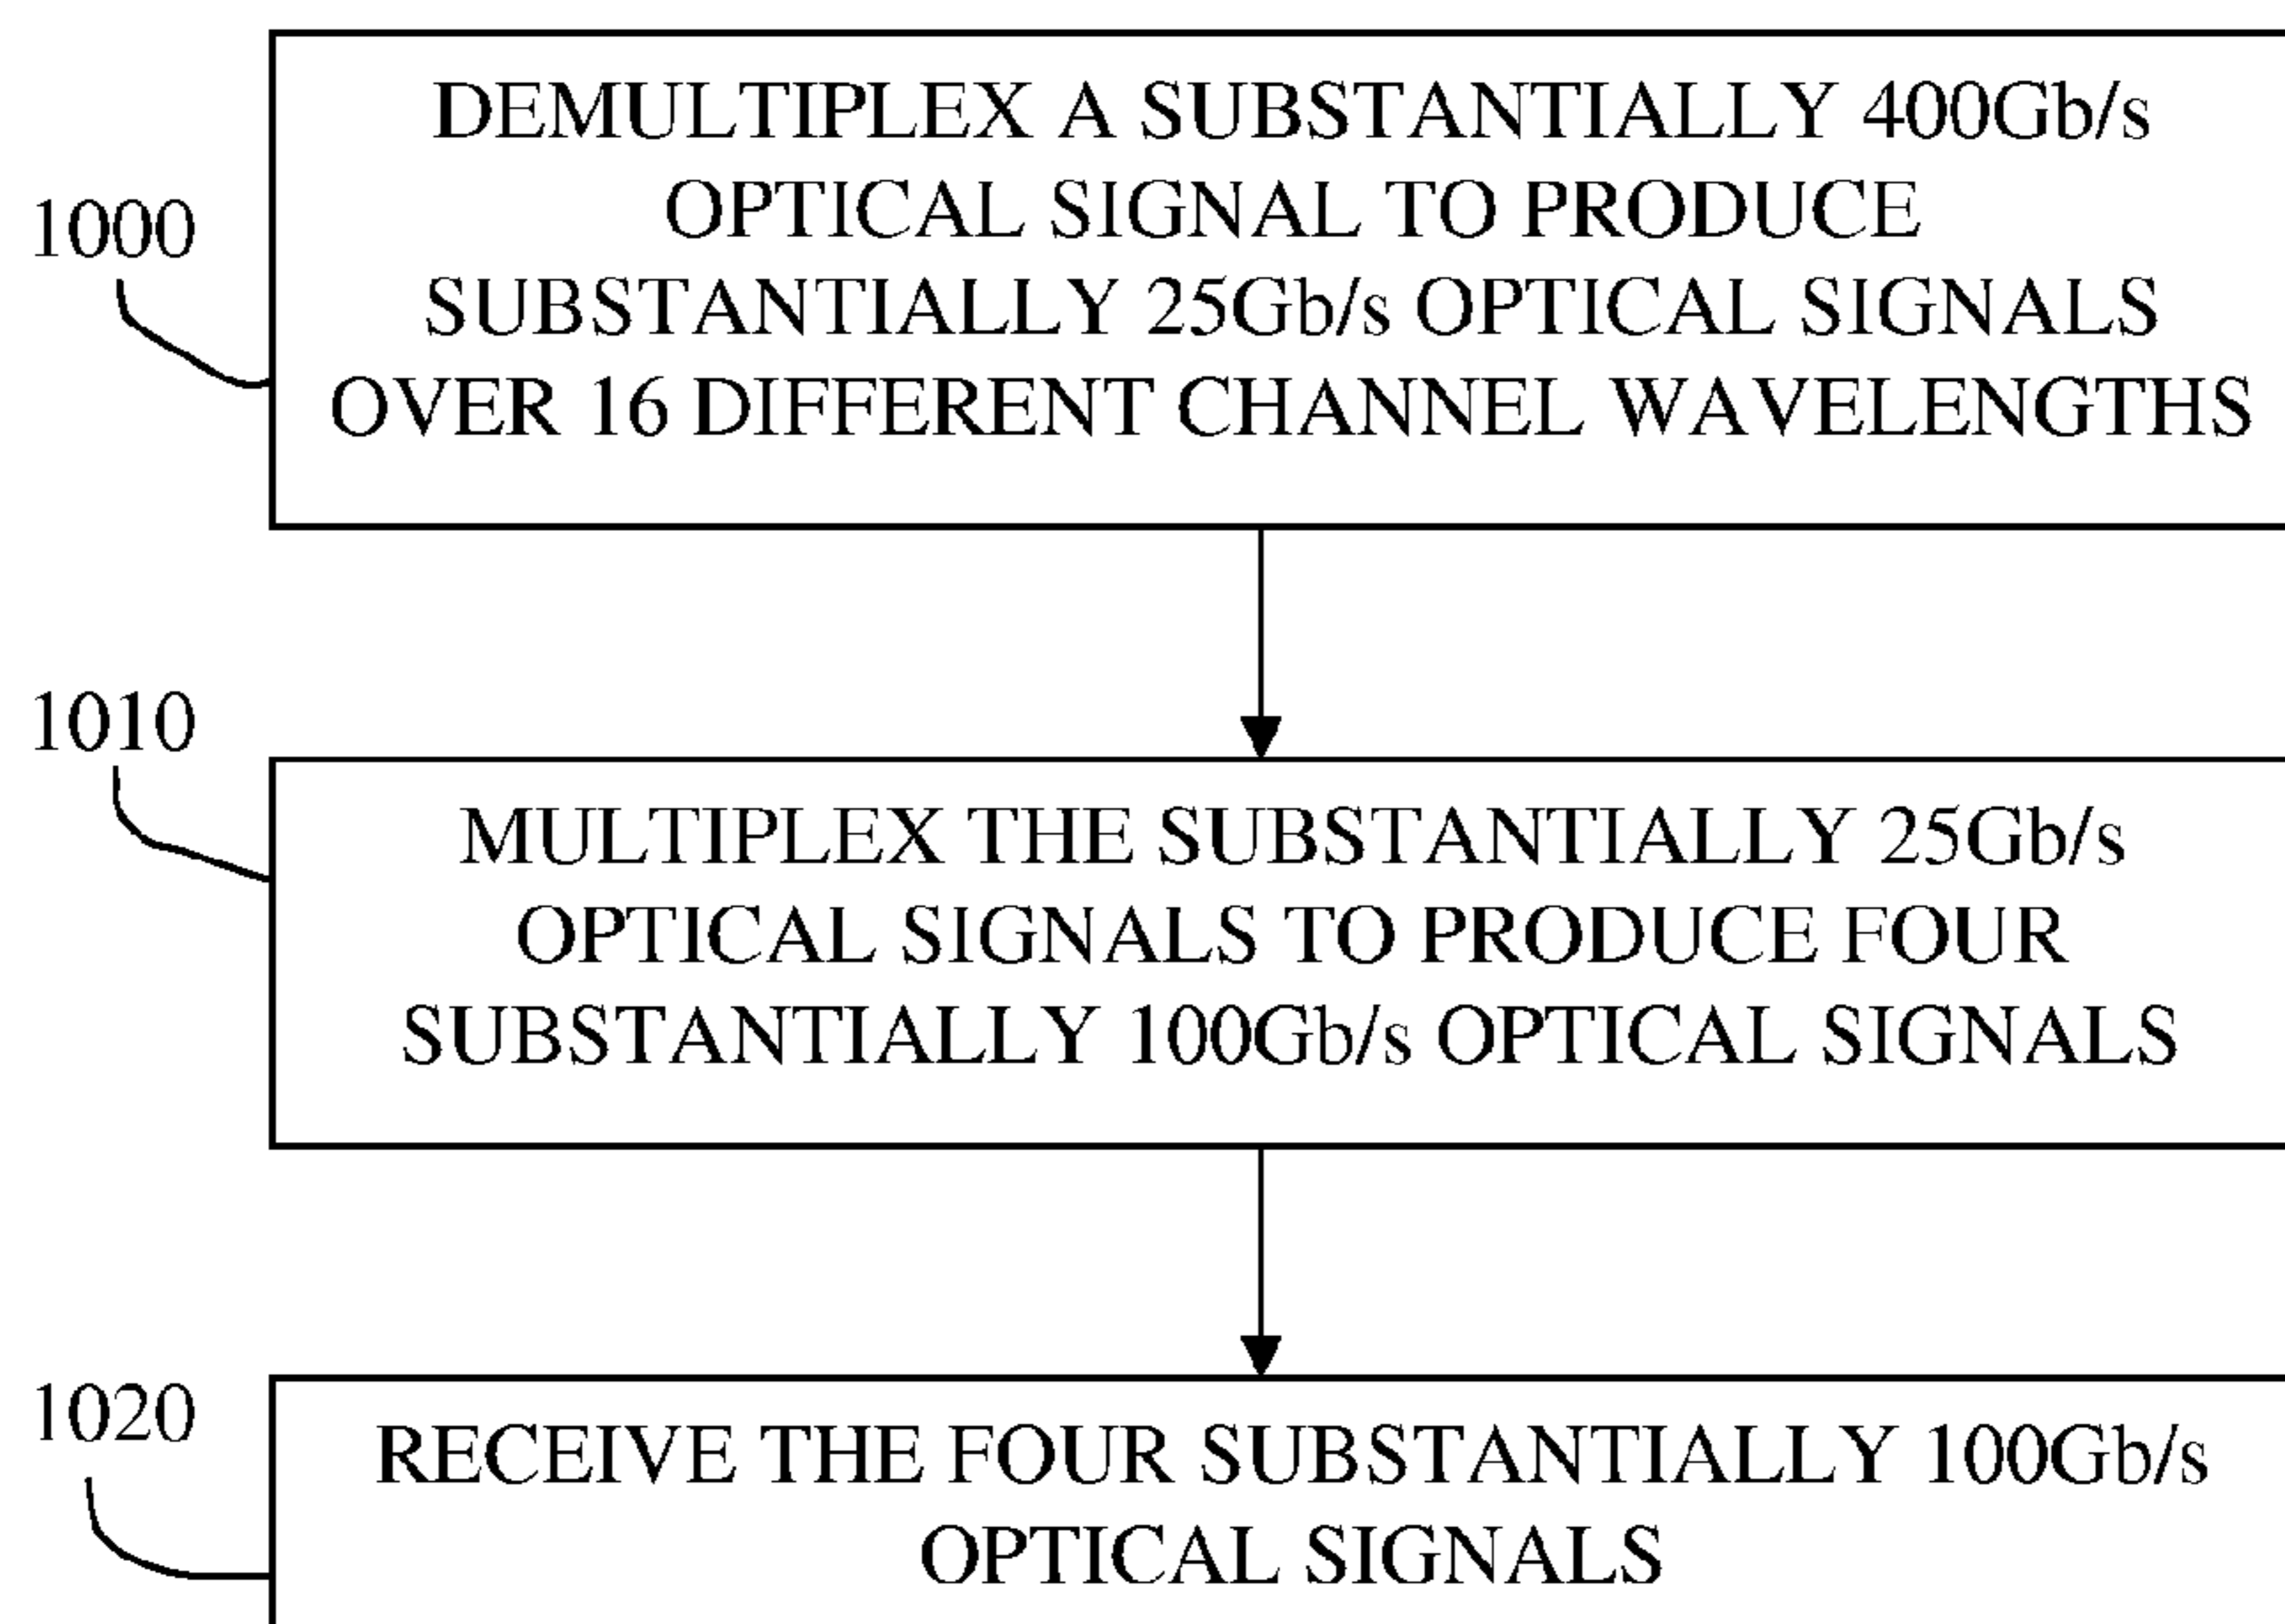 DEMULTIPLEX A SUBSTANTIALLY 400Gb/s
OPTICAL SIGNAL TO PRODUCE
SUBSTANTIALLY 25Gb/s OPTICAL SIGNALS
OVER 16 DIFFERENT CHANNEL WAVELENGTHS
1000
1010
MULTIPLEX THE SUBSTANTIALLY 25Gb/s
OPTICAL SIGNALS TO PRODUCE FOUR
SUBSTANTIALLY 100Gb/s OPTICAL SIGNALS
1020
RECEIVE THE FOUR SUBSTANTIALLY 100Gb/s
OPTICAL SIGNALS